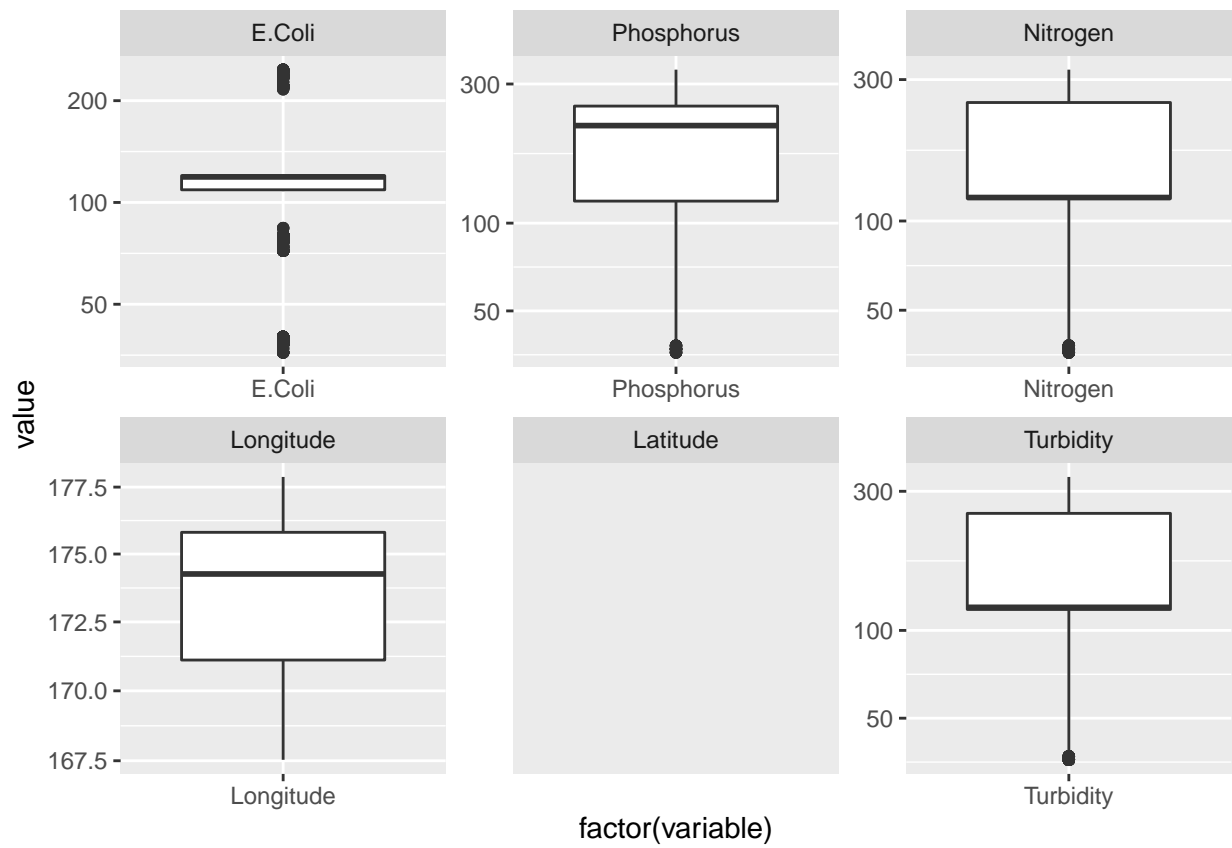 E.Coli
Phosphorus
Nitrogen
200
100
50
300
100
50
300
100
50
E.Coli
Phosphorus
Nitrogen
value
Longitude
Latitude
Turbidity
177.5
175.0
172.5
170.0
167.5
300
100
50
Longitude
Turbidity
factor(variable)